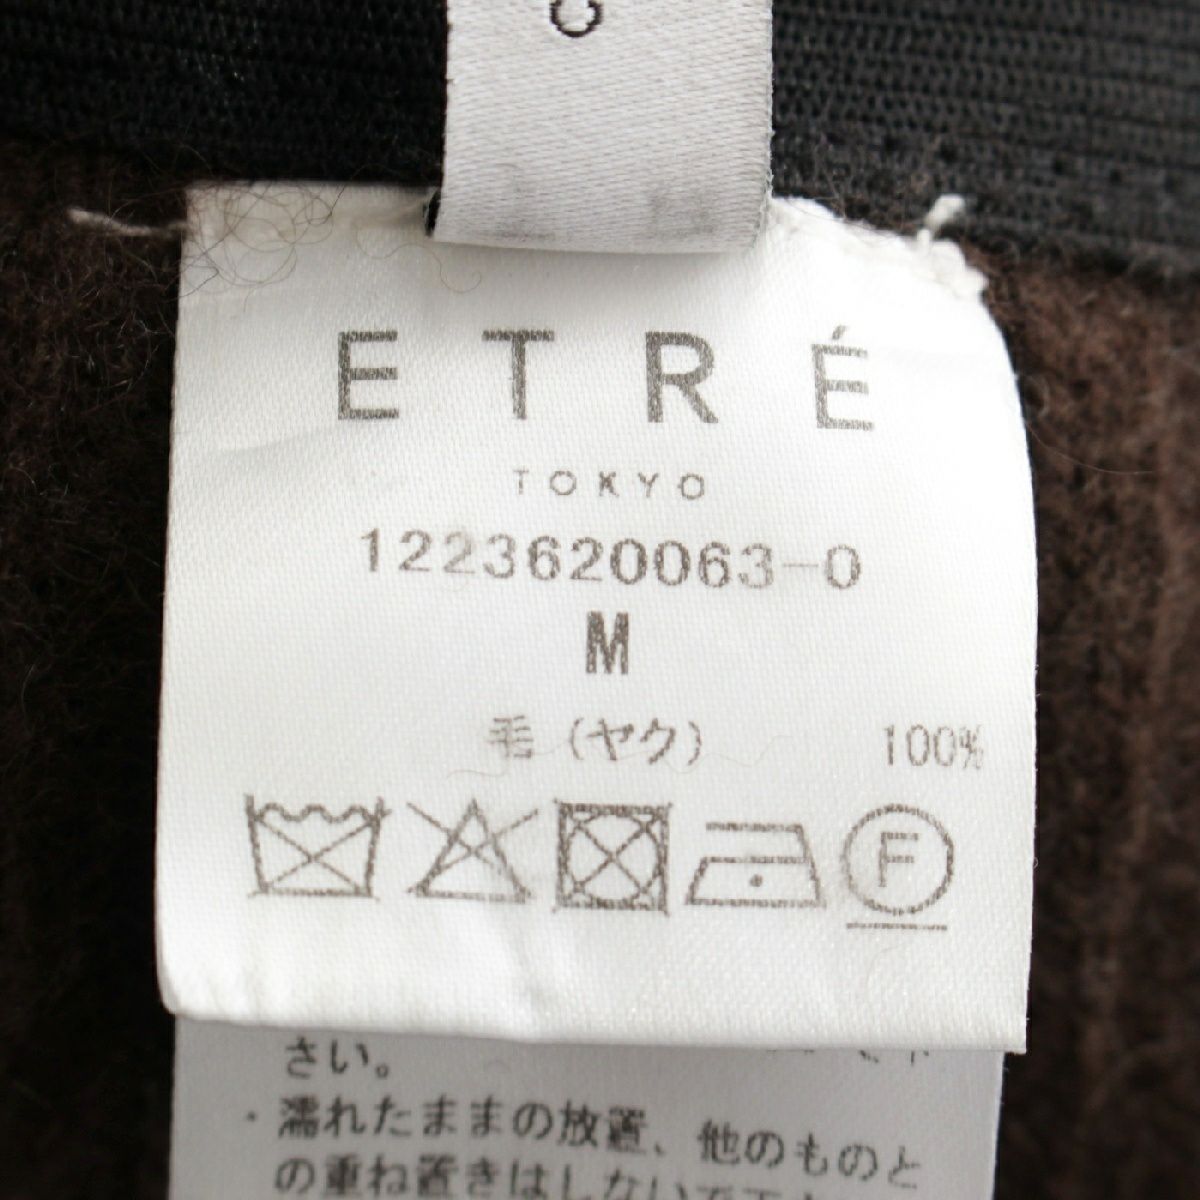 ETRÉ
TOKYO
1223620063-0
M
毛(ヤク) 100%
F
さい。
・濡れたままの放置、他のものと
の重ね置きはしないで